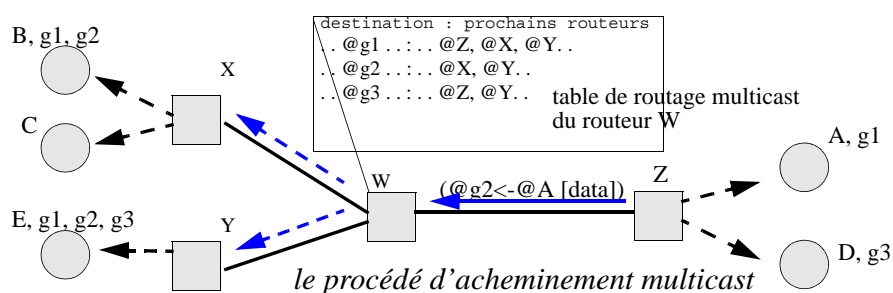 destination : prochains routeurs
. . @g1 . . : . . @Z, @X, @Y. .
. . @g2 . . : . . @X, @Y. .
. . @g3 . . : . . @Z, @Y. .
table de routage multicast
du routeur W
B, g1, g2
X
C
A, g1
Z
W
(@g2<-@A [data])
E, g1, g2, g3
Y
D, g3
le procédé d’acheminement multicast